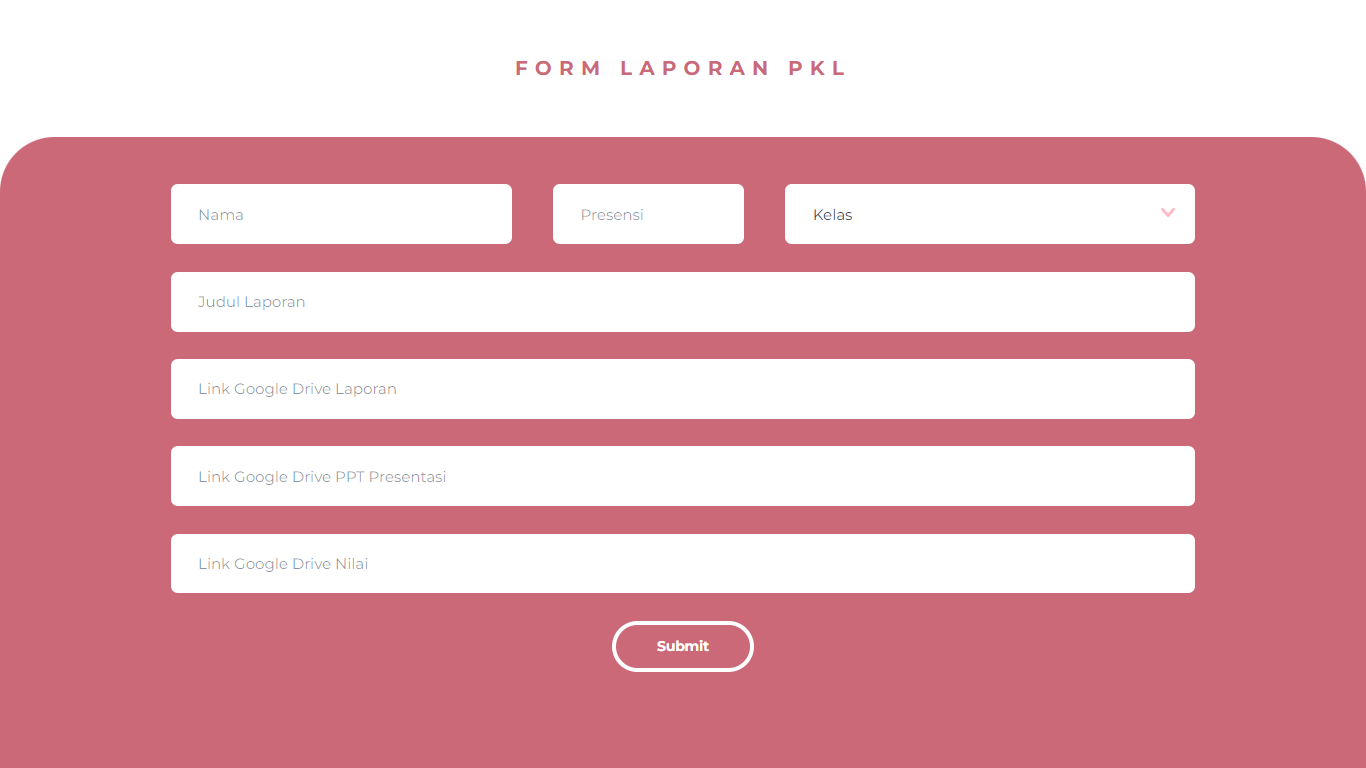 FORM LAPORAN PKL
Nama
Presensi
Kelas
Judul Laporan
Link Google Drive Laporan
Link Google Drive PPT Presentasi
Link Google Drive Nilai
Submit